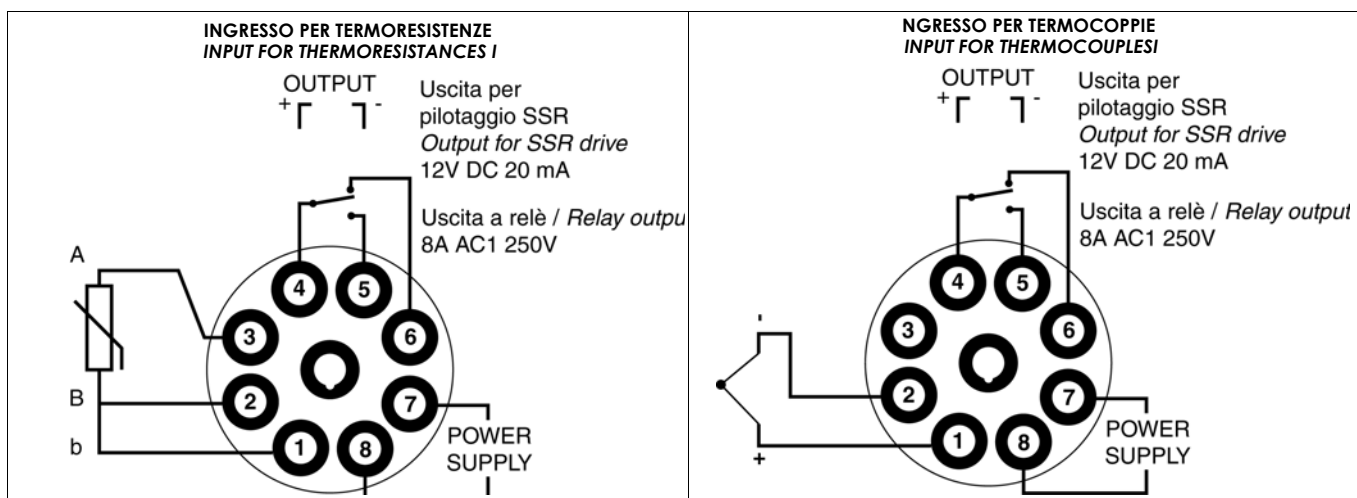 INGRESSO PER TERMORESISTENZE
INPUT FOR THERMORESISTANCES I
OUTPUT
+ -
Uscita per
pilotaggio SSR
Output for SSR drive
12V DC 20 mA
Uscita a relè / Relay outpu
8A AC1 250V
A
B
b
4
5
3
6
2
7
1
8
POWER
SUPPLY
NGRESSO PER TERMOCOPPIE
INPUT FOR THERMOCOUPLESI
OUTPUT
+ -
Uscita per
pilotaggio SSR
Output for SSR drive
12V DC 20 mA
Uscita a relè / Relay output
8A AC1 250V
-
+
4
5
3
6
2
7
1
8
POWER
SUPPLY